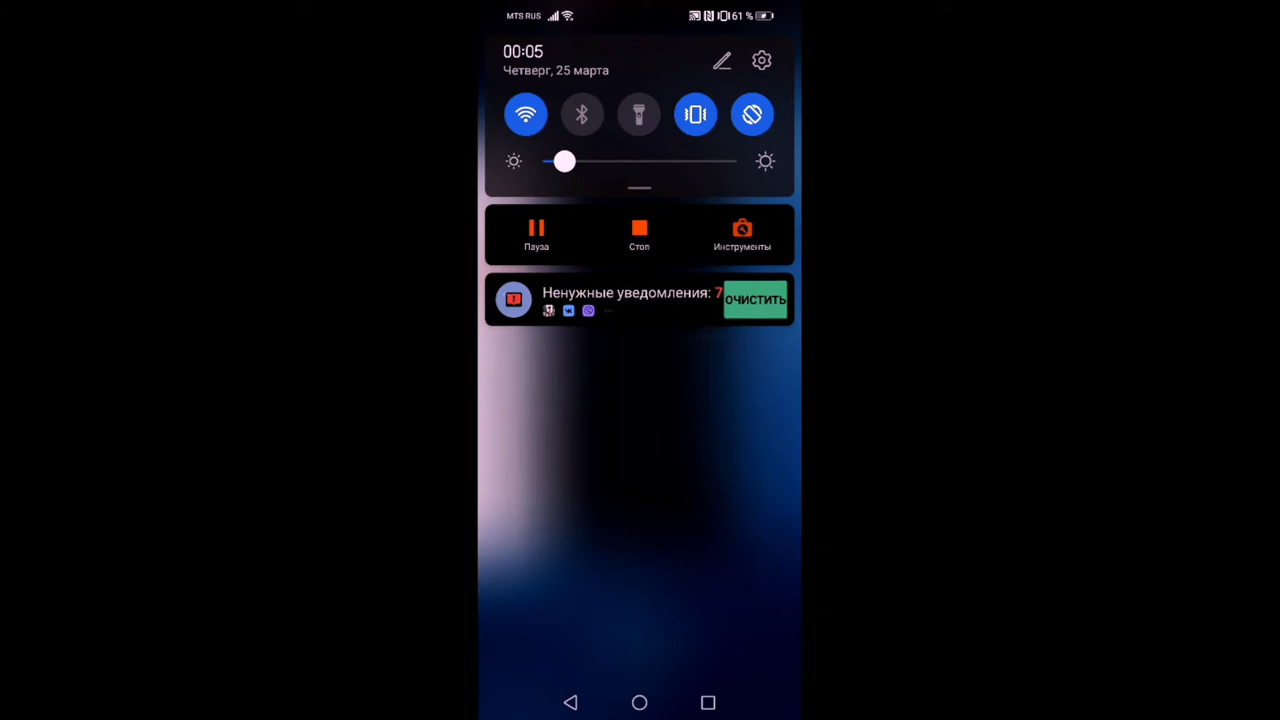 MTS RUS 61 %
00:05
Четверг, 25 марта
Пауза Стоп Инструменты
Ненужные уведомления: 7 ОЧИСТИТЬ